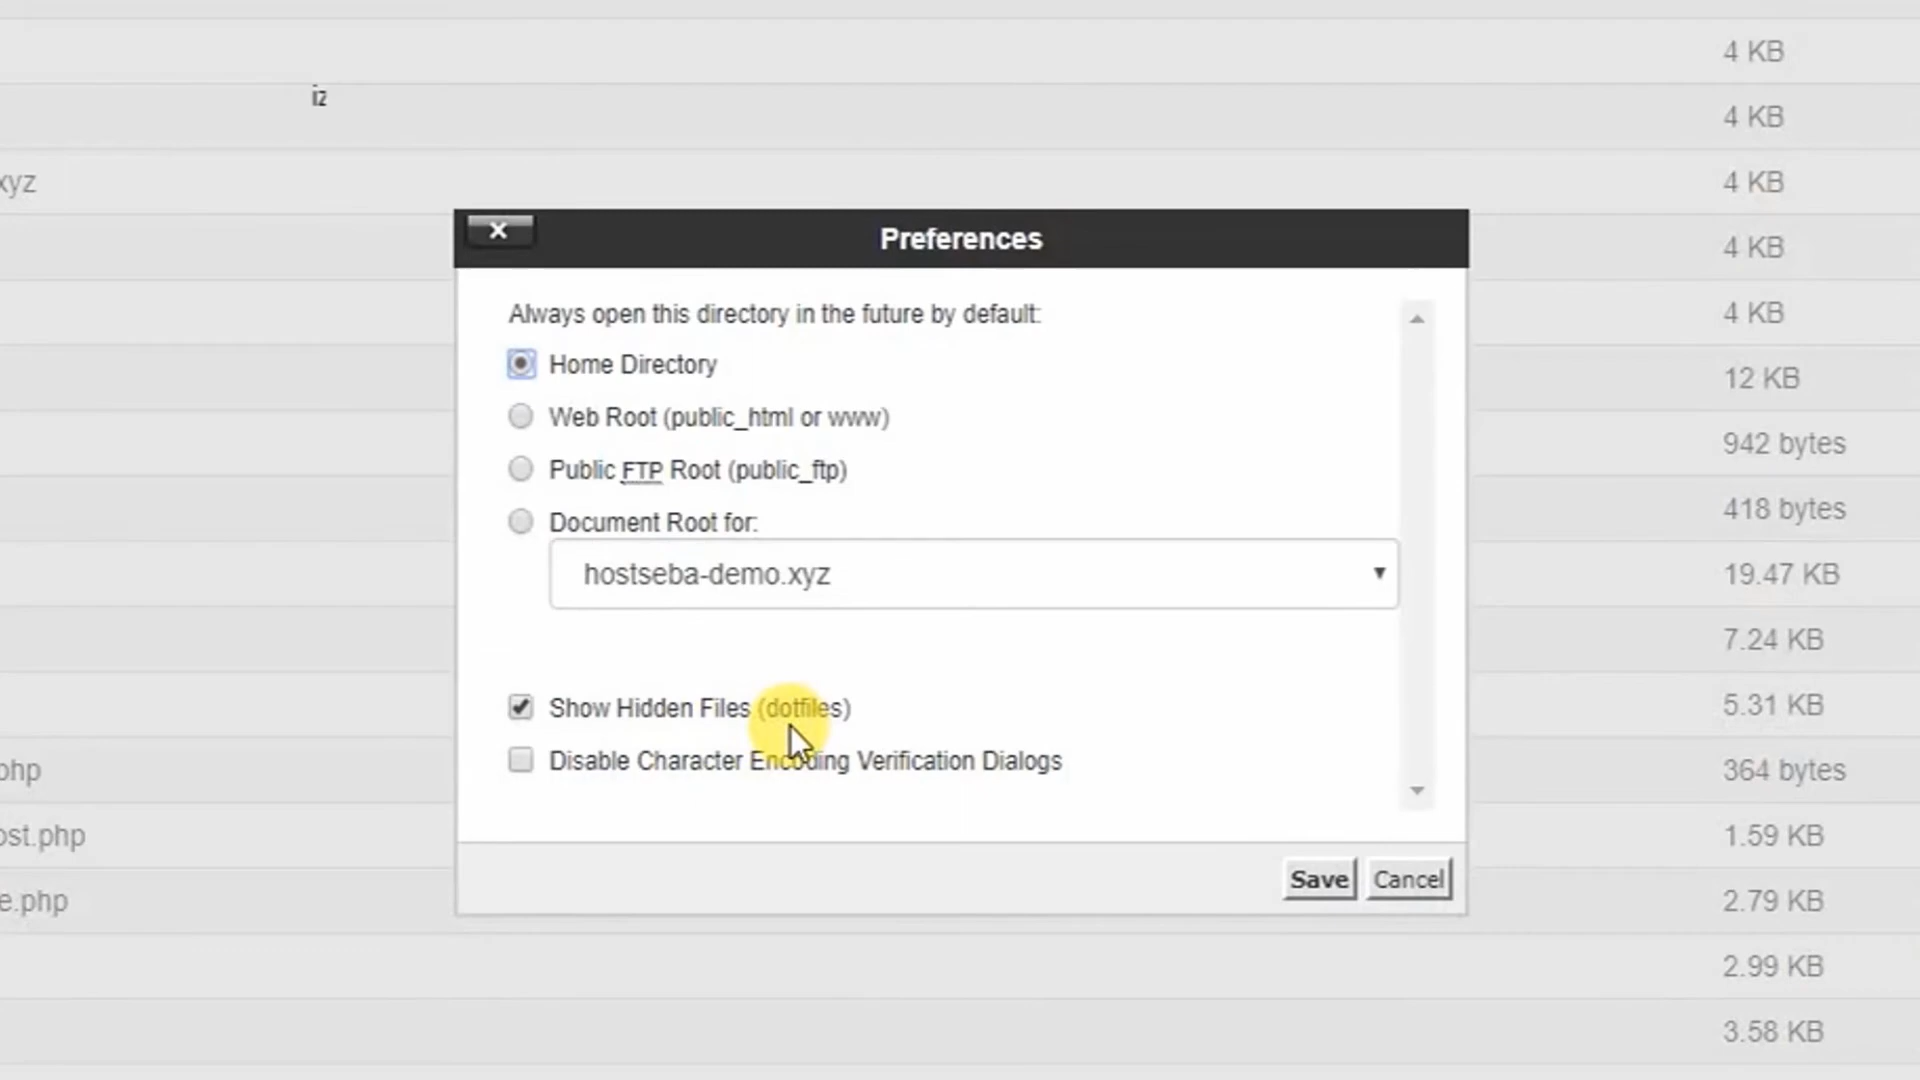 4 KB
iz
4 KB
xyz
4 KB
Preferences
4 KB
Always open this directory in the future by default:
4 KB
Home Directory
12 KB
Web Root (public_html or www)
942 bytes
Public FTP Root (public_ftp)
418 bytes
Document Root for:
hostseba-demo.xyz
19.47 KB
7.24 KB
Show Hidden Files (dotfiles)
5.31 KB
Disable Character Encoding Verification Dialogs
php
364 bytes
ost.php
1.59 KB
Save Cancel
e.php
2.79 KB
2.99 KB
3.58 KB